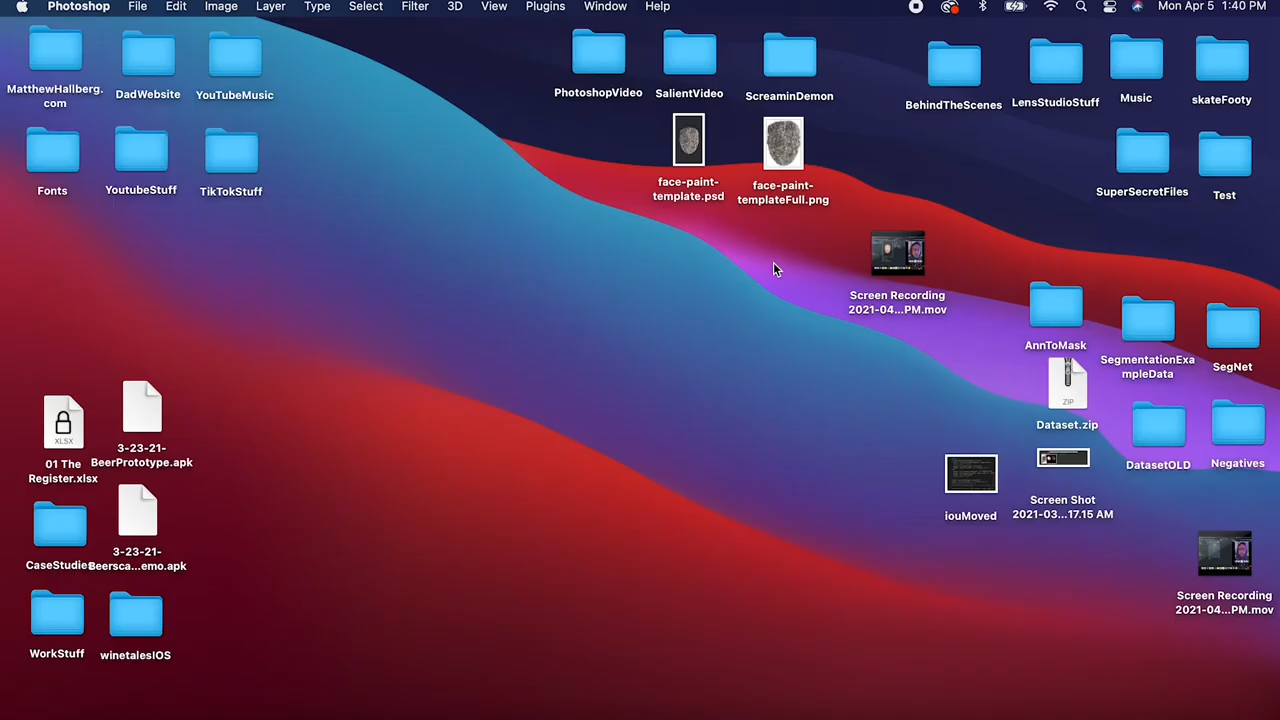 Photoshop File Edit Image Layer Type Select Filter 3D View Plugins Window Help Mon Apr 5 1:40 PM
MatthewHallberg.
com
DadWebsite
YouTubeMusic
PhotoshopVideo
SalientVideo
ScreaminDemon
BehindTheScenes
LensStudioStuff
Music
skateFooty
Fonts
YoutubeStuff
TikTokStuff
face-paint-
template.psd
face-paint-
templateFull.png
SuperSecretFiles
Test
Screen Recording
2021-04...PM.mov
AnnToMask
SegmentationExa
mpleData
SegNet
ZIP
Dataset.zip
DatasetOLD
Negatives
XLSX
01 The
Register.xlsx
3-23-21-
BeerPrototype.apk
iouMoved
Screen Shot
2021-03...17.15 AM
CaseStudies
3-23-21-
Beersca...emo.apk
Screen Recording
2021-04...PM.mov
WorkStuff
winetalesIOS